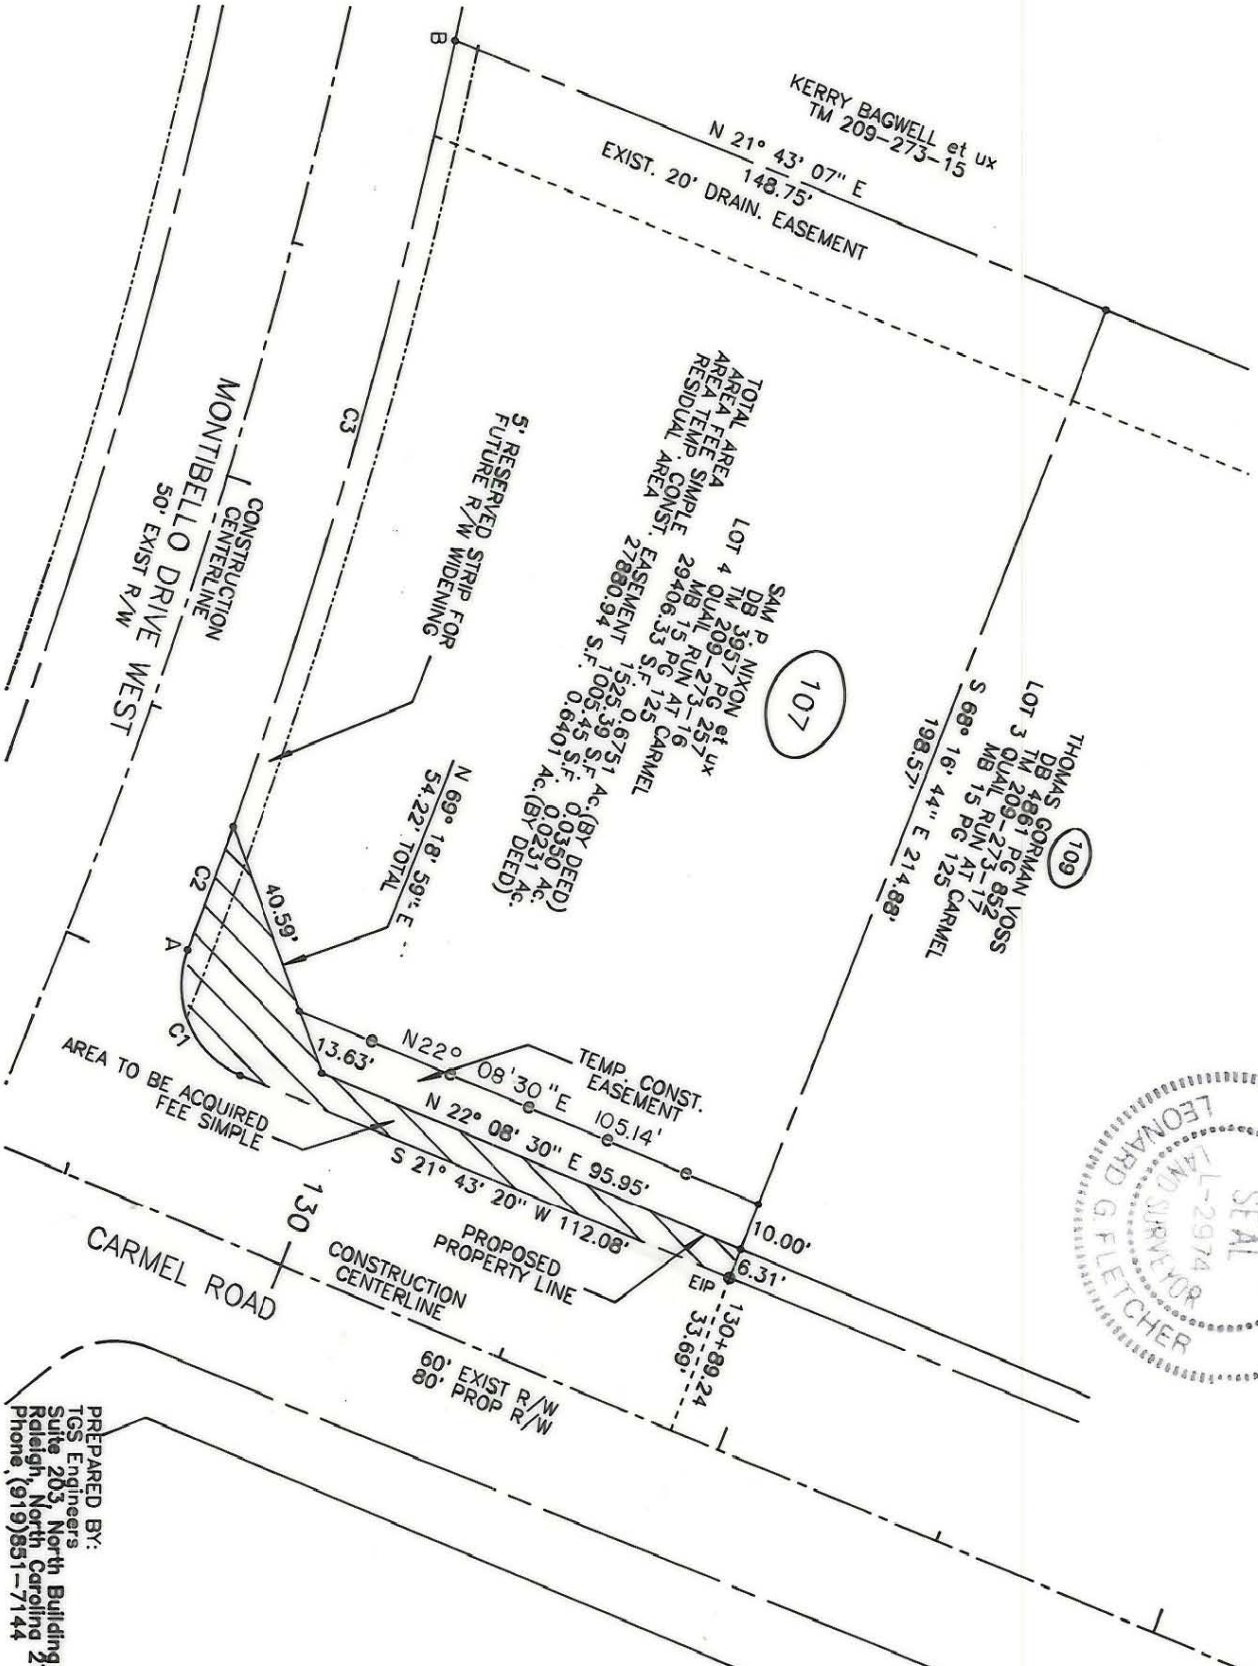 B
KERRY BAGWELL et ux
TM 209-273-15
N 21° 43' 07" E
148.75'
EXIST. 20' DRAIN. EASEMENT
THOMAS GORMAN VOSS
DB 4861 PG 852
TM 209-273-17
LOT 3 QUAIL RUN AT CARMEL
MB 15 PG 125
109
S 68° 16' 44" E 214.88'
198.57'
107
SAM P. NIXON et ux
DB 3957 PG 257
TM 209-273-16
LOT 4 QUAIL RUN AT CARMEL
MB 15 PG 125
TOTAL AREA 29406.33 S.F. 0.6751 Ac.(BY DEED)
AREA FEE SIMPLE 1525.39 S.F. 0.0350 Ac.
AREA TEMP. CONST. EASEMENT 1005.45 S.F. 0.0231 Ac.
RESIDUAL AREA 27880.94 S.F. 0.6401 Ac.(BY DEED)
5' RESERVED STRIP FOR
FUTURE R/W WIDENING
N 69° 18' 59" E
54.22' TOTAL
C3
CONSTRUCTION
CENTERLINE
MONTIBELLO DRIVE WEST
50' EXIST R/W
40.59'
C2
A
C1
13.63'
TEMP. CONST.
EASEMENT
N22° 08'30"E 105.14'
N 22° 08' 30" E 95.95'
S 21° 43' 20" W 112.08'
AREA TO BE ACQUIRED
FEE SIMPLE
PROPOSED
PROPERTY LINE
10.00'
6.31'
EIP
130+89.24
33.69'
130
CONSTRUCTION
CENTERLINE
CARMEL ROAD
60' EXIST R/W
80' PROP R/W
SEAL
L-2974
LAND SURVEYOR
LEONARD G. FLETCHER
PREPARED BY:
TGS Engineers
Suite 203, North Building
Raleigh, North Carolina 2
Phone (919)851-7144